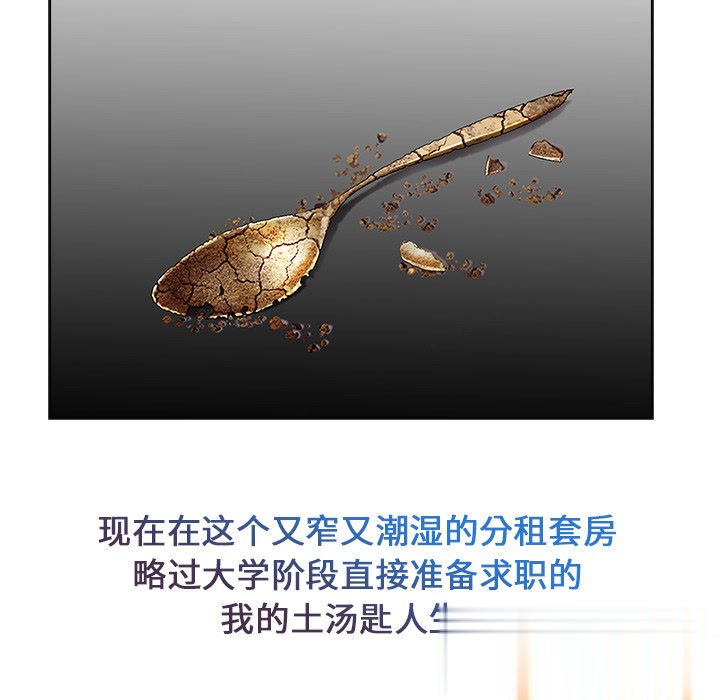 现在在这个又窄又潮湿的分租套房
略过大学阶段直接准备求职的
我的土汤匙人生